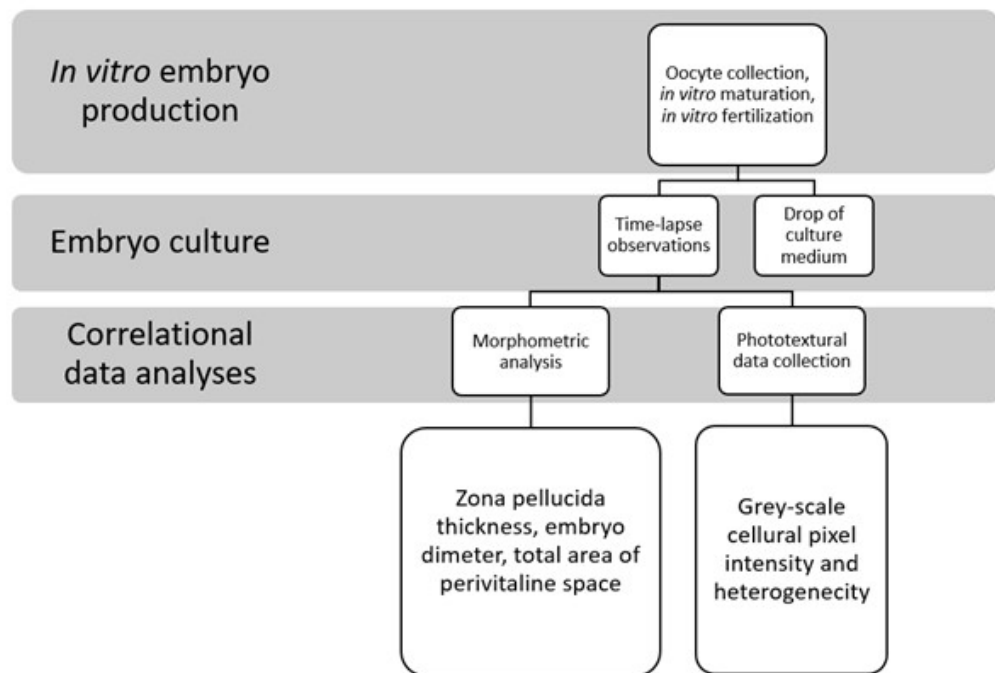 In vitro embryo
production
Oocyte collection,
in vitro maturation,
in vitro fertilization
Embryo culture
Time-lapse
observations
Drop of
culture
medium
Correlational
data analyses
Morphometric
analysis
Phototextural
data collection
Zona pellucida
thickness, embryo
dimeter, total area of
perivitaline space
Grey-scale
cellural pixel
intensity and
heterogenecity